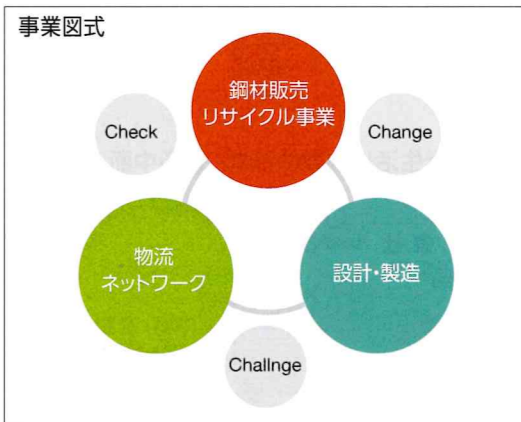 事業図式
鋼材販売
リサイクル事業
Check
Change
物流
ネットワーク
設計・製造
Challnge